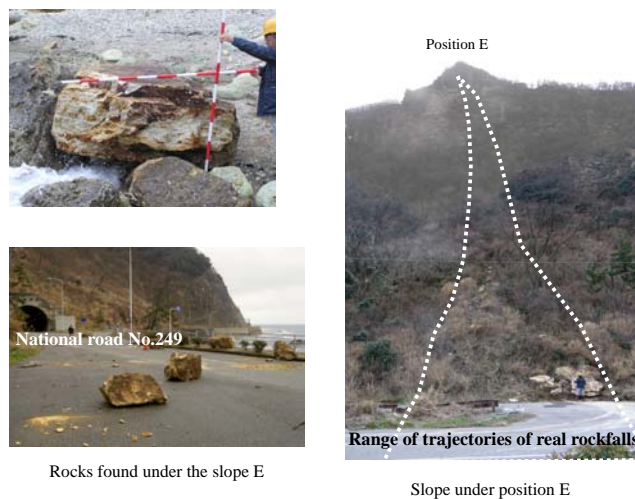 National road No.249
Rocks found under the slope E
Position E
Range of trajectories of real rockfalls
Slope under position E